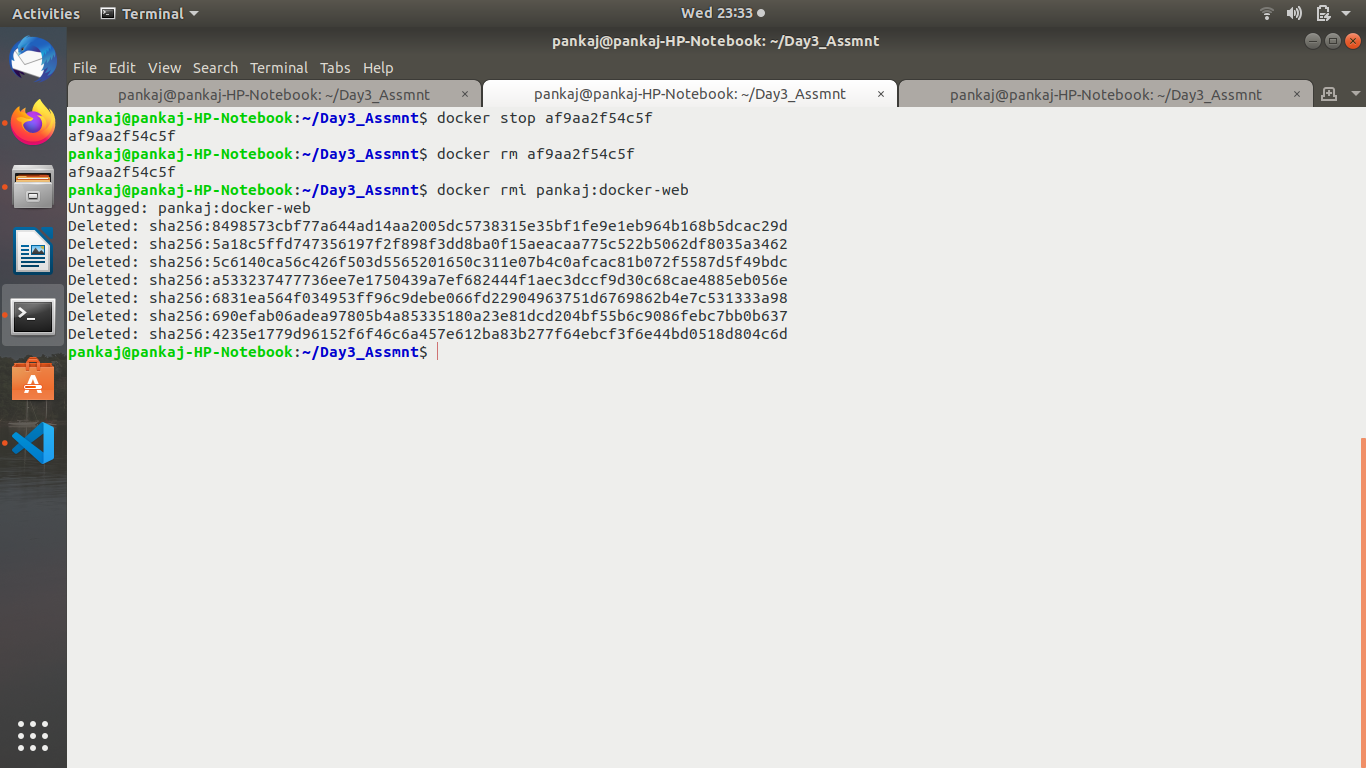 Activities Terminal Wed 23:33
pankaj@pankaj-HP-Notebook: ~/Day3_Assmnt
File Edit View Search Terminal Tabs Help
pankaj@pankaj-HP-Notebook: ~/Day3_Assmnt × pankaj@pankaj-HP-Notebook: ~/Day3_Assmnt × pankaj@pankaj-HP-Notebook: ~/Day3_Assmnt ×
pankaj@pankaj-HP-Notebook:~/Day3_Assmnt$ docker stop af9aa2f54c5f
af9aa2f54c5f
pankaj@pankaj-HP-Notebook:~/Day3_Assmnt$ docker rm af9aa2f54c5f
af9aa2f54c5f
pankaj@pankaj-HP-Notebook:~/Day3_Assmnt$ docker rmi pankaj:docker-web
Untagged: pankaj:docker-web
Deleted: sha256:8498573cbf77a644ad14aa2005dc5738315e35bf1fe9e1eb964b168b5dcac29d
Deleted: sha256:5a18c5ffd747356197f2f898f3dd8ba0f15aeacaa775c522b5062df8035a3462
Deleted: sha256:5c6140ca56c426f503d5565201650c311e07b4c0afcac81b072f5587d5f49bdc
Deleted: sha256:a533237477736ee7e1750439a7ef682444f1aec3dccf9d30c68cae4885eb056e
Deleted: sha256:6831ea564f034953ff96c9debe066fd22904963751d6769862b4e7c531333a98
Deleted: sha256:690efab06adea97805b4a85335180a23e81dcd204bf55b6c9086febc7bb0b637
Deleted: sha256:4235e1779d96152f6f46c6a457e612ba83b277f64ebcf3f6e44bd0518d804c6d
pankaj@pankaj-HP-Notebook:~/Day3_Assmnt$